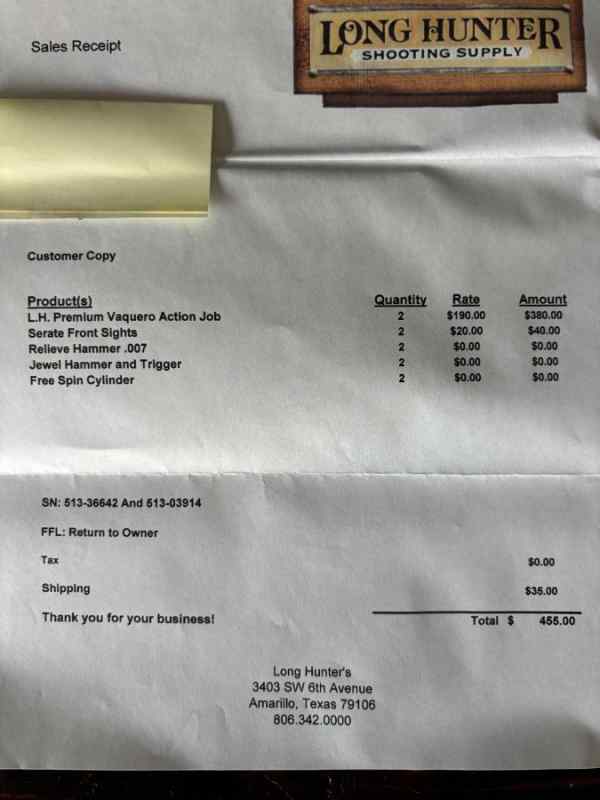 Sales Receipt
LONG HUNTER
SHOOTING SUPPLY
Customer Copy
Product(s) Quantity Rate Amount
L.H. Premium Vaquero Action Job 2 $190.00 $380.00
Serate Front Sights 2 $20.00 $40.00
Relieve Hammer .007 2 $0.00 $0.00
Jewel Hammer and Trigger 2 $0.00 $0.00
Free Spin Cylinder 2 $0.00 $0.00
SN: 513-36642 And 513-03914
FFL: Return to Owner
Tax $0.00
Shipping $35.00
Thank you for your business! Total $ 455.00
Long Hunter's
3403 SW 6th Avenue
Amarillo, Texas 79106
806.342.0000